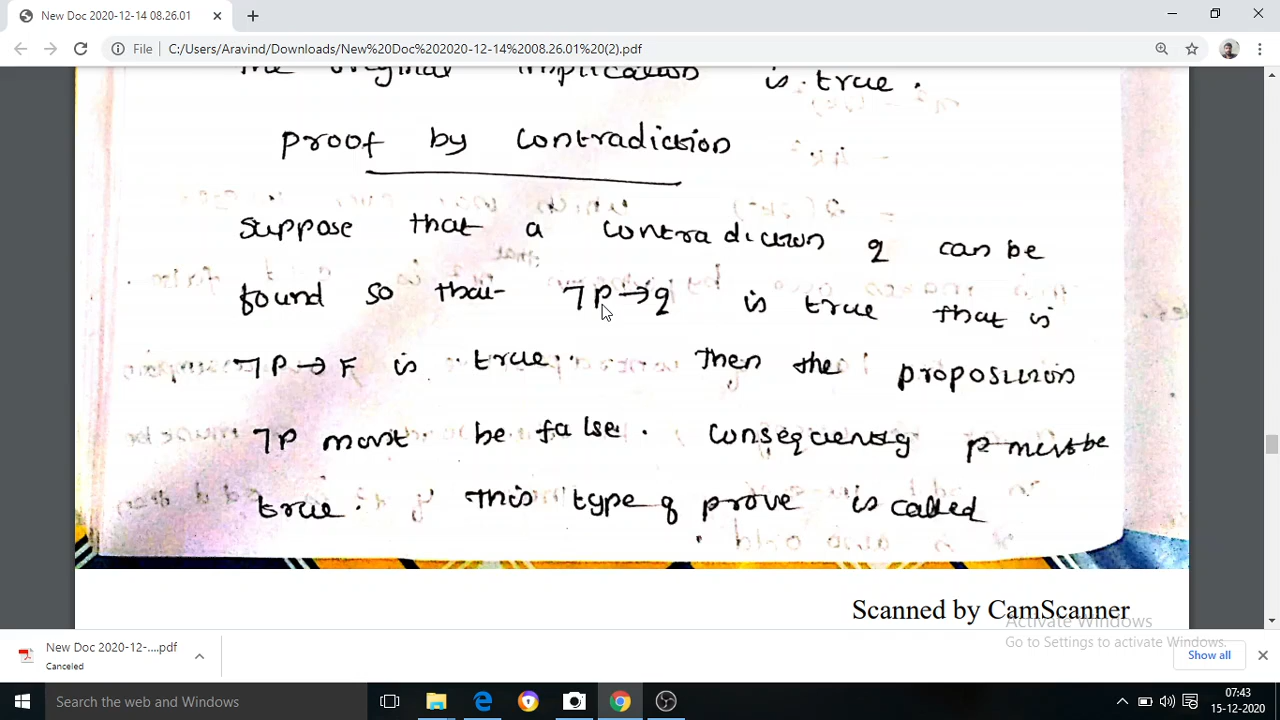 New Doc 2020-12-14 08.26.01
File C:/Users/Aravind/Downloads/New%20Doc%202020-12-14%2008.26.01%20(2).pdf
the original implication is true.
proof by contradiction
suppose that a contradiction q can be
found so that ¬P→q is true that is
¬P→F is true. Then the proposition
¬P must be false. consequently p must be
true. This type of prove is called
Scanned by CamScanner
Activate Windows
Go to Settings to activate Windows.
New Doc 2020-12-....pdf
Canceled
Show all
Search the web and Windows
07:43
15-12-2020